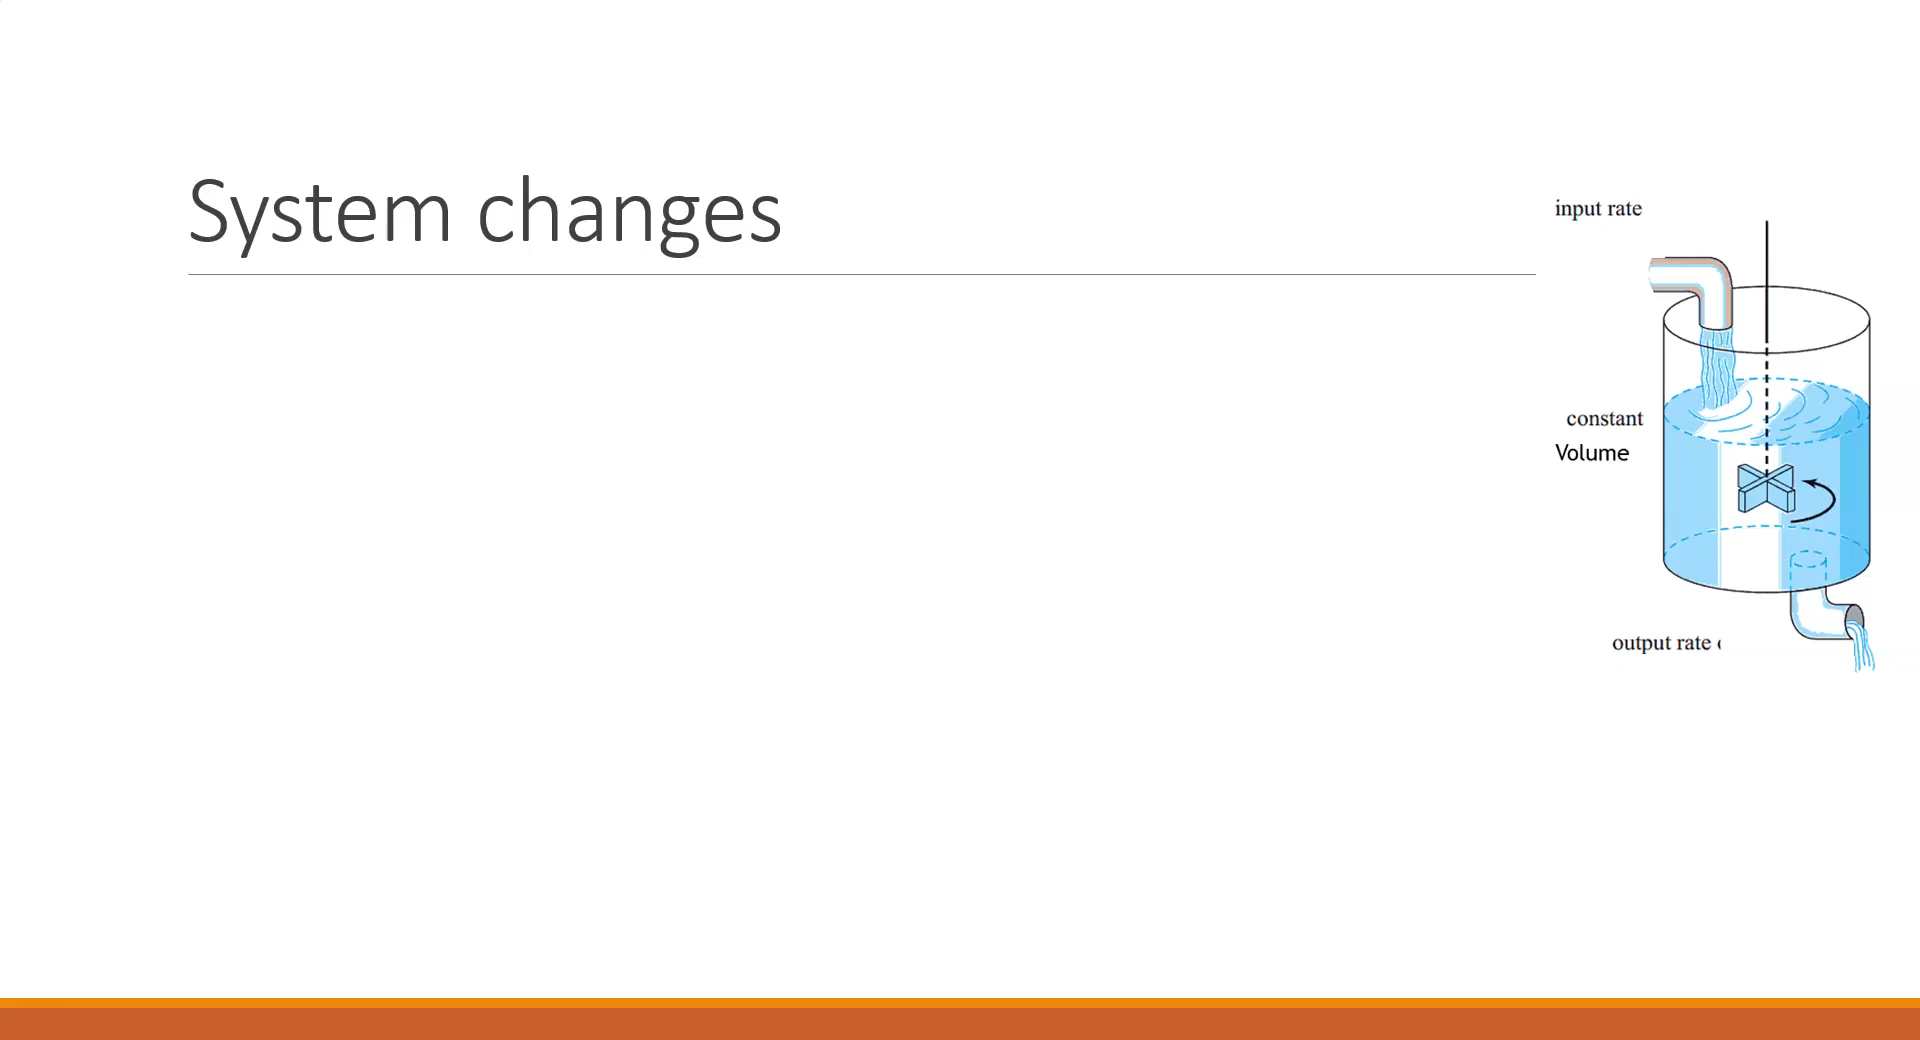 System changes
input rate
constant
Volume
output rate